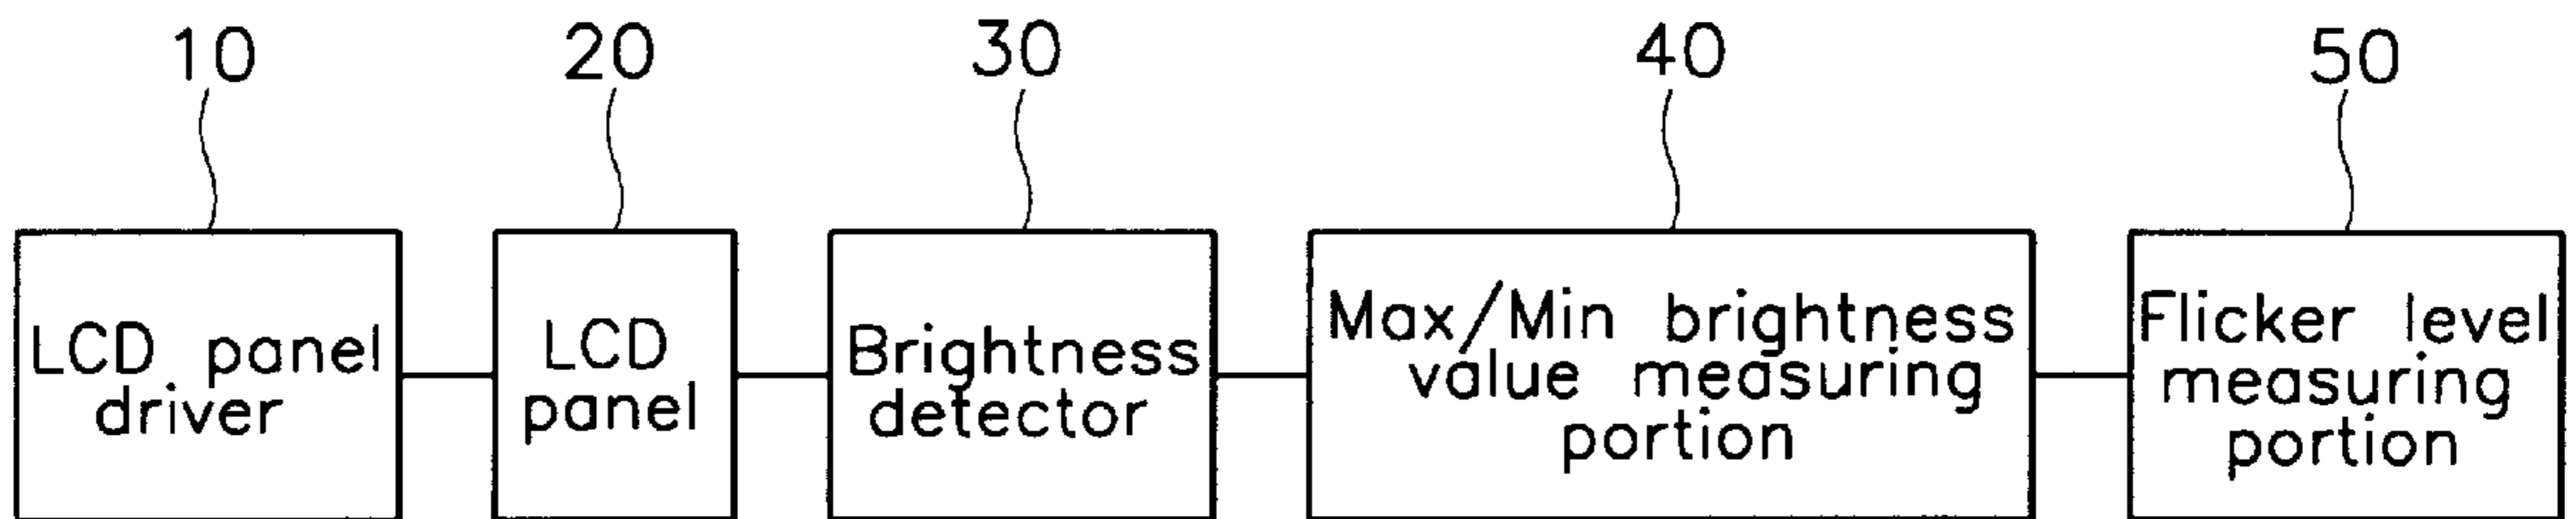 10
20
30
40
50
LCD panel
driver
LCD
panel
Brightness
detector
Max/Min brightness
value measuring
portion
Flicker level
measuring
portion